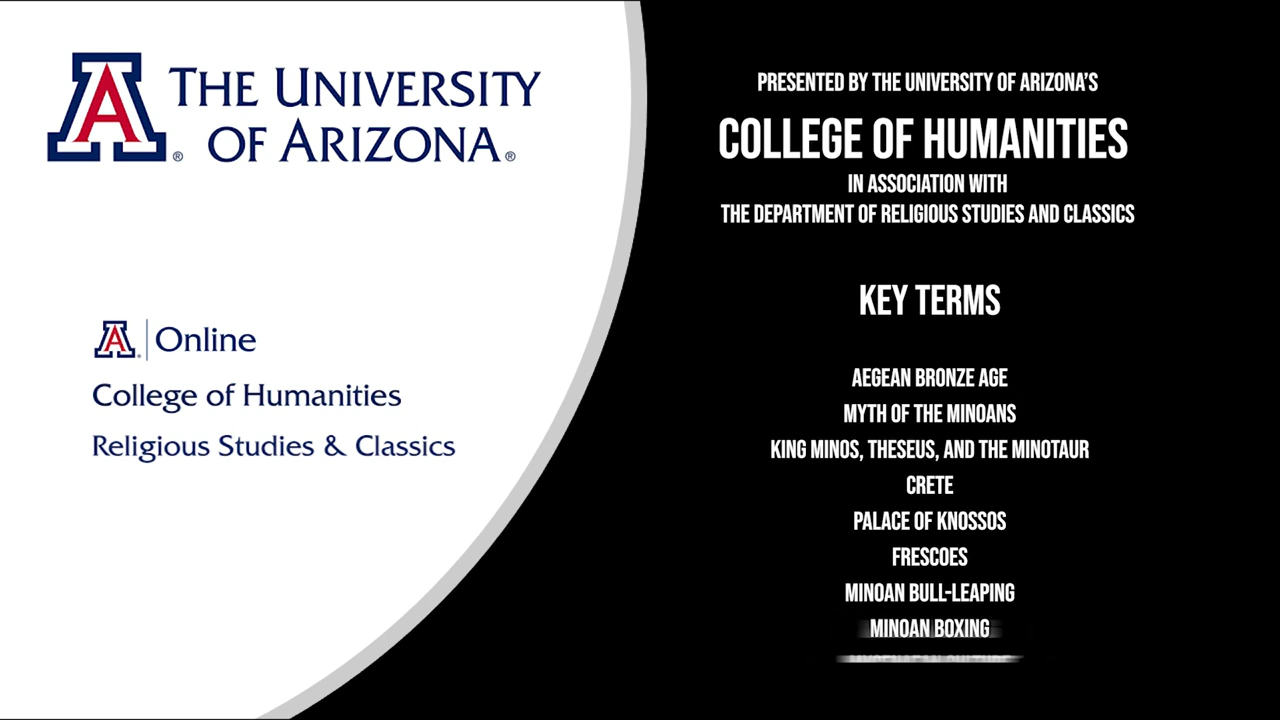 A® THE UNIVERSITY
OF ARIZONA®
A® Online
College of Humanities
Religious Studies & Classics
PRESENTED BY THE UNIVERSITY OF ARIZONA'S
COLLEGE OF HUMANITIES
IN ASSOCIATION WITH
THE DEPARTMENT OF RELIGIOUS STUDIES AND CLASSICS
KEY TERMS
AEGEAN BRONZE AGE
MYTH OF THE MINOANS
KING MINOS, THESEUS, AND THE MINOTAUR
CRETE
PALACE OF KNOSSOS
FRESCOES
MINOAN BULL-LEAPING
MINOAN BOXING